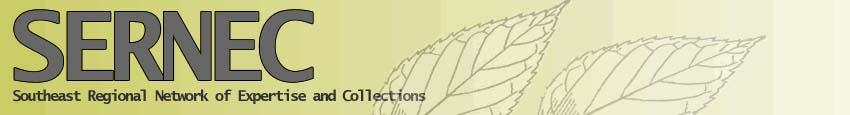 SERNEC
Southeast Regional Network of Expertise and Collections